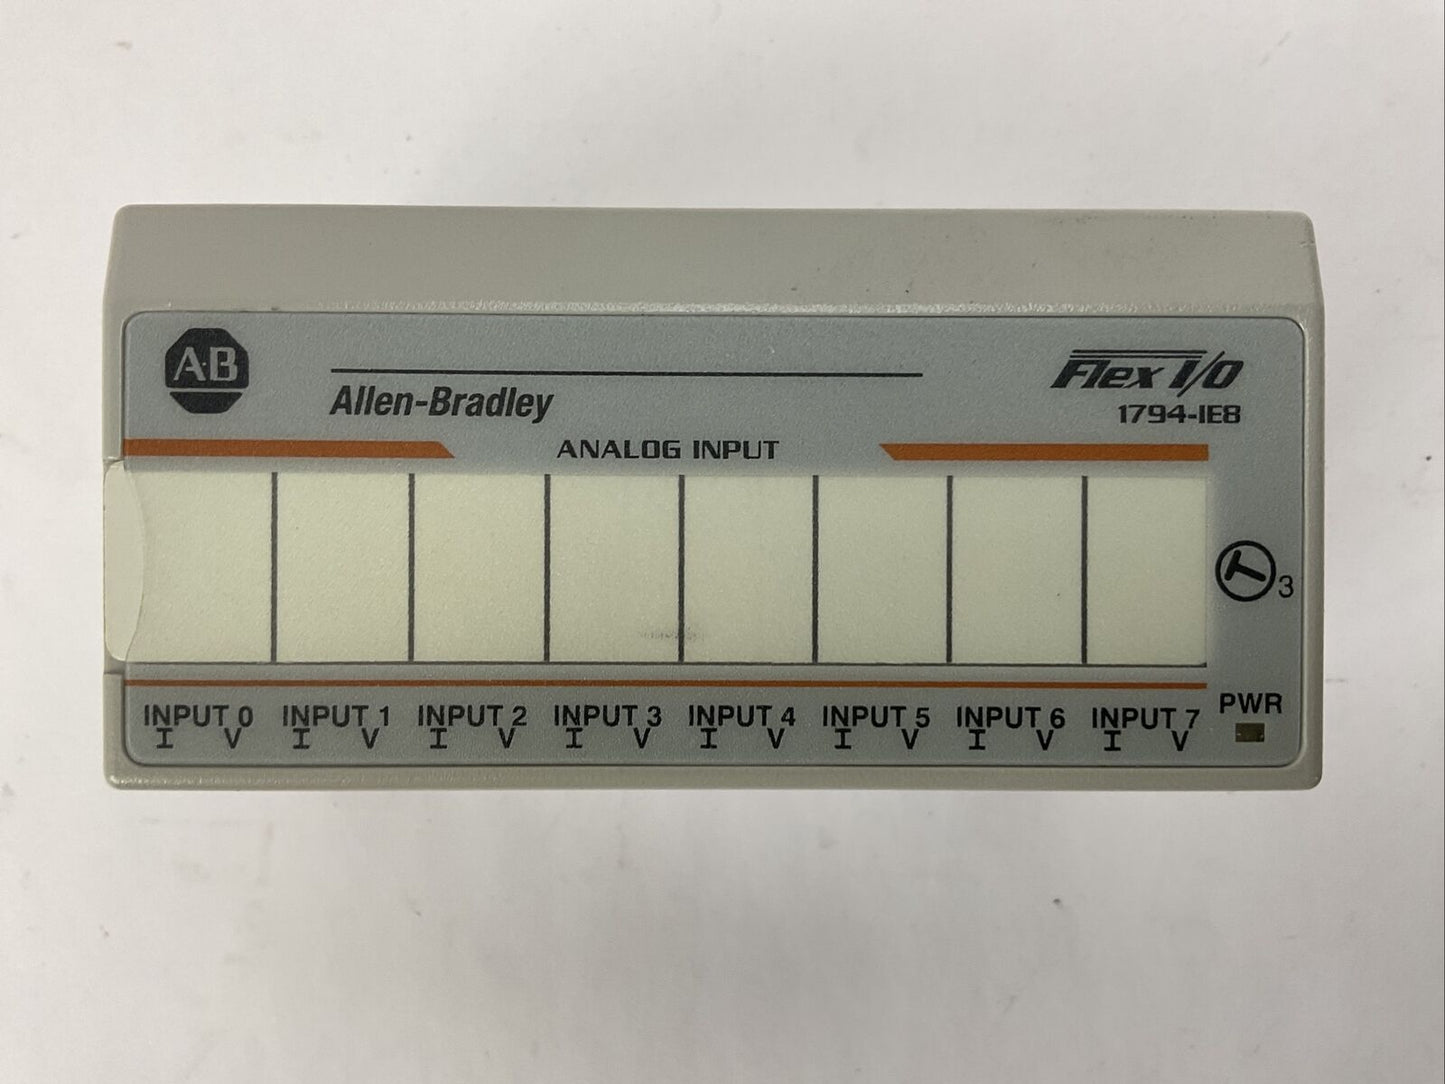 A·B
Allen-Bradley
Flex I/O
1794-IE8
ANALOG INPUT
3
INPUT 0 INPUT 1 INPUT 2 INPUT 3 INPUT 4 INPUT 5 INPUT 6 INPUT 7 PWR
I V I V I V I V I V I V I V I V